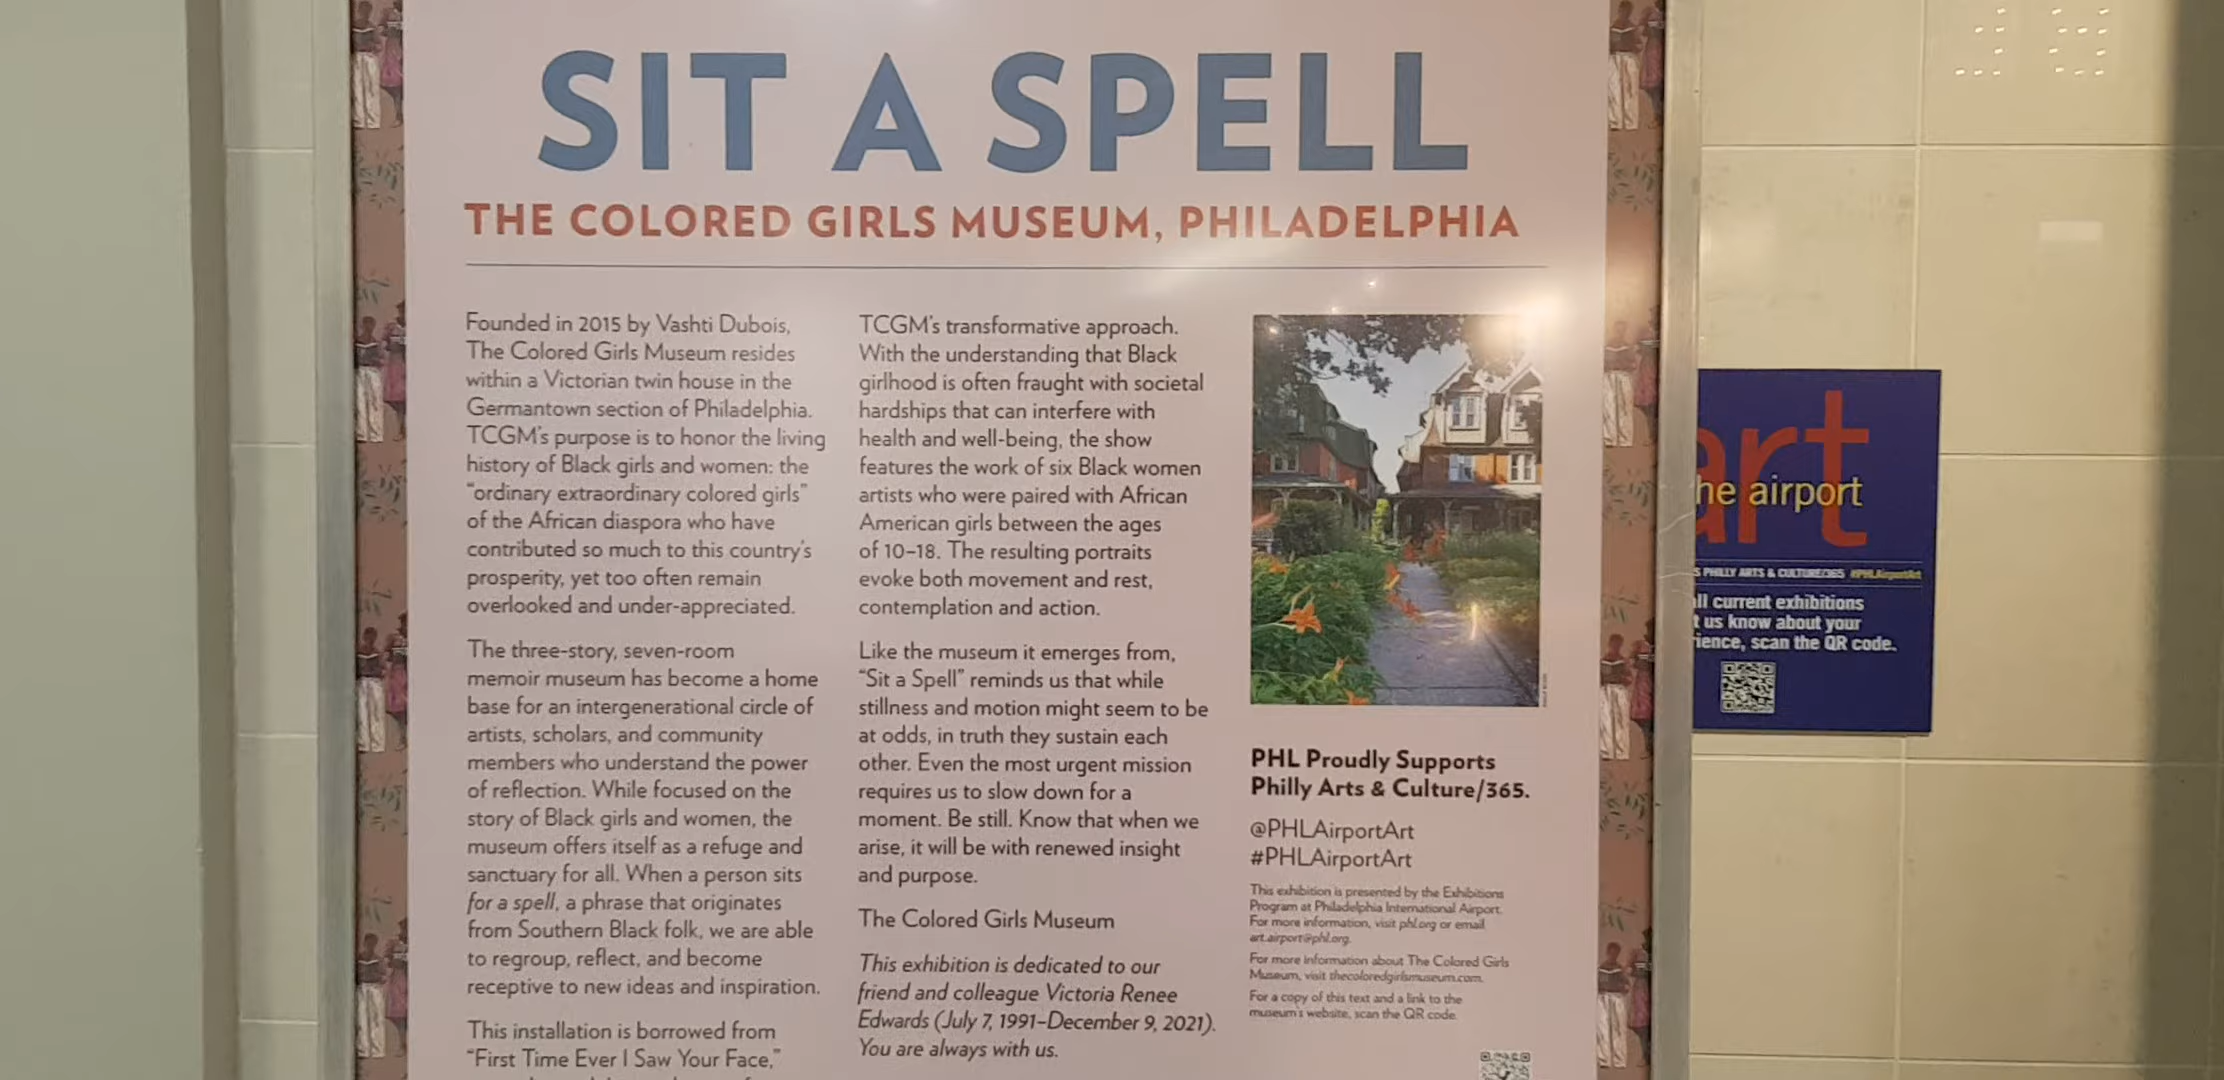 SIT A SPELL
THE COLORED GIRLS MUSEUM, PHILADELPHIA
Founded in 2015 by Vashti Dubois,
The Colored Girls Museum resides
within a Victorian twin house in the
Germantown section of Philadelphia.
TCGM's purpose is to honor the living
history of Black girls and women: the
"ordinary extraordinary colored girls"
of the African diaspora who have
contributed so much to this country's
prosperity, yet too often remain
overlooked and under-appreciated.
The three-story, seven-room
memoir museum has become a home
base for an intergenerational circle of
artists, scholars, and community
members who understand the power
of reflection. While focused on the
story of Black girls and women, the
museum offers itself as a refuge and
sanctuary for all. When a person sits
for a spell, a phrase that originates
from Southern Black folk, we are able
to regroup, reflect, and become
receptive to new ideas and inspiration.
This installation is borrowed from
"First Time Ever I Saw Your Face,"
TCGM's transformative approach.
With the understanding that Black
girlhood is often fraught with societal
hardships that can interfere with
health and well-being, the show
features the work of six Black women
artists who were paired with African
American girls between the ages
of 10–18. The resulting portraits
evoke both movement and rest,
contemplation and action.
Like the museum it emerges from,
"Sit a Spell" reminds us that while
stillness and motion might seem to be
at odds, in truth they sustain each
other. Even the most urgent mission
requires us to slow down for a
moment. Be still. Know that when we
arise, it will be with renewed insight
and purpose.
The Colored Girls Museum
This exhibition is dedicated to our
friend and colleague Victoria Renee
Edwards (July 7, 1991–December 9, 2021).
You are always with us.
PHL Proudly Supports
Philly Arts & Culture/365.
@PHLAirportArt
#PHLAirportArt
This exhibition is presented by the Exhibitions
Program at Philadelphia International Airport.
For more information, visit phl.org or email
art.airport@phl.org.
For more information about The Colored Girls
Museum, visit thecoloredgirlsmuseum.com.
For a copy of this text and a link to the
museum's website, scan the QR code.
art
he airport
S PHILLY ARTS & CULTURE/365 #PHLAirportArt
ll current exhibitions
t us know about your
ience, scan the QR code.